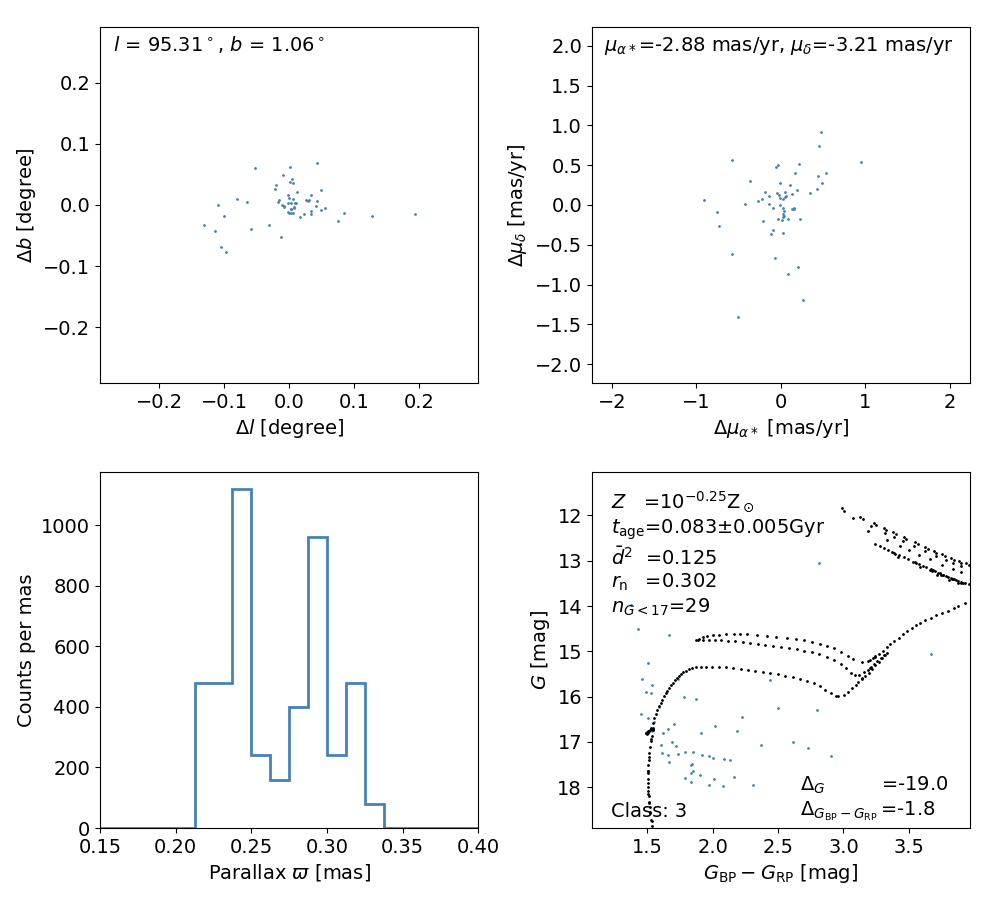 l = 95.31°, b = 1.06°
0.2
0.1
0.0
−0.1
−0.2
Δb [degree]
−0.2 −0.1 0.0 0.1 0.2
Δl [degree]
μα∗=-2.88 mas/yr, μδ=-3.21 mas/yr
2.0
1.5
1.0
0.5
0.0
−0.5
−1.0
−1.5
−2.0
Δμδ [mas/yr]
−2 −1 0 1 2
Δμα∗ [mas/yr]
1000
800
600
400
200
0
Counts per mas
0.15 0.20 0.25 0.30 0.35 0.40
Parallax ϖ [mas]
Z =10^−0.25 Z⊙
t_age=0.083±0.005Gyr
d̄² =0.125
r_n =0.302
n_G<17=29
12
13
14
15
16
17
18
G [mag]
Δ_G =-19.0
Δ_GBP−GRP =-1.8
Class: 3
1.5 2.0 2.5 3.0 3.5
G_BP − G_RP [mag]